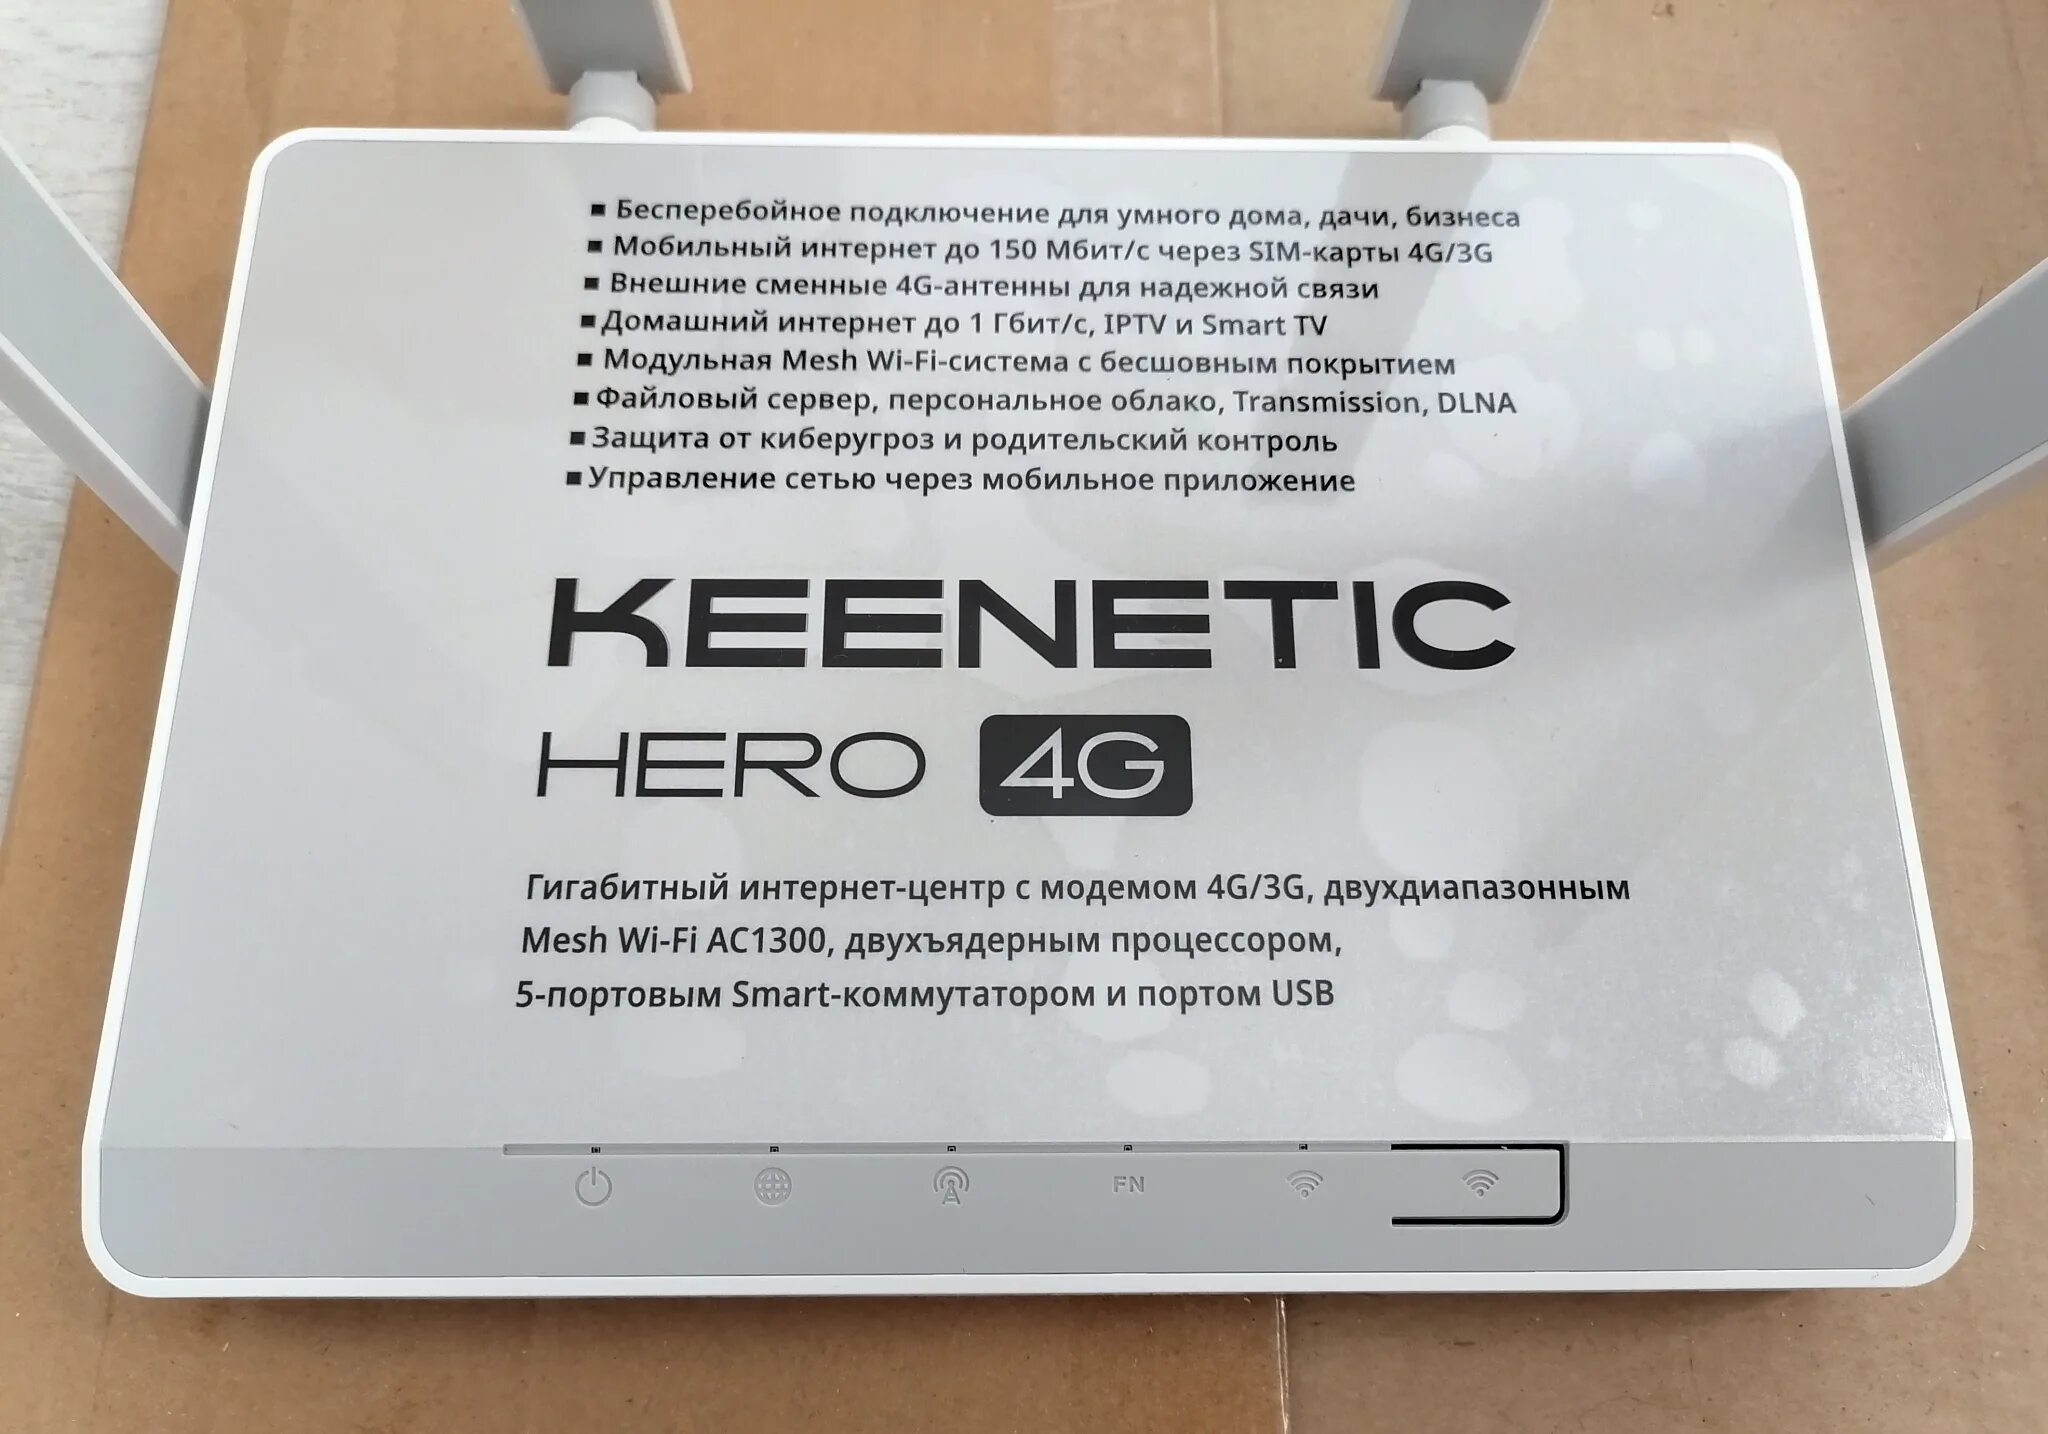 ▪ Бесперебойное подключение для умного дома, дачи, бизнеса
▪ Мобильный интернет до 150 Мбит/с через SIM-карты 4G/3G
▪ Внешние сменные 4G-антенны для надежной связи
▪ Домашний интернет до 1 Гбит/с, IPTV и Smart TV
▪ Модульная Mesh Wi-Fi-система с бесшовным покрытием
▪ Файловый сервер, персональное облако, Transmission, DLNA
▪ Защита от киберугроз и родительский контроль
▪ Управление сетью через мобильное приложение
KEENETIC
HERO 4G
Гигабитный интернет-центр с модемом 4G/3G, двухдиапазонным
Mesh Wi-Fi AC1300, двухъядерным процессором,
5-портовым Smart-коммутатором и портом USB
FN